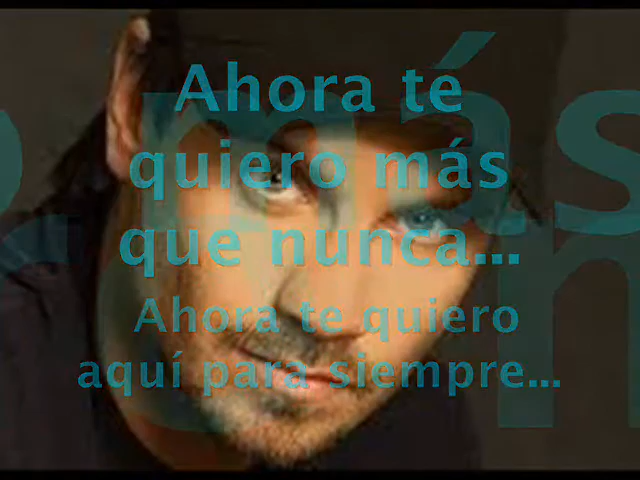 Ahora te
quiero más
que nunca...
Ahora te quiero
aquí para siempre...